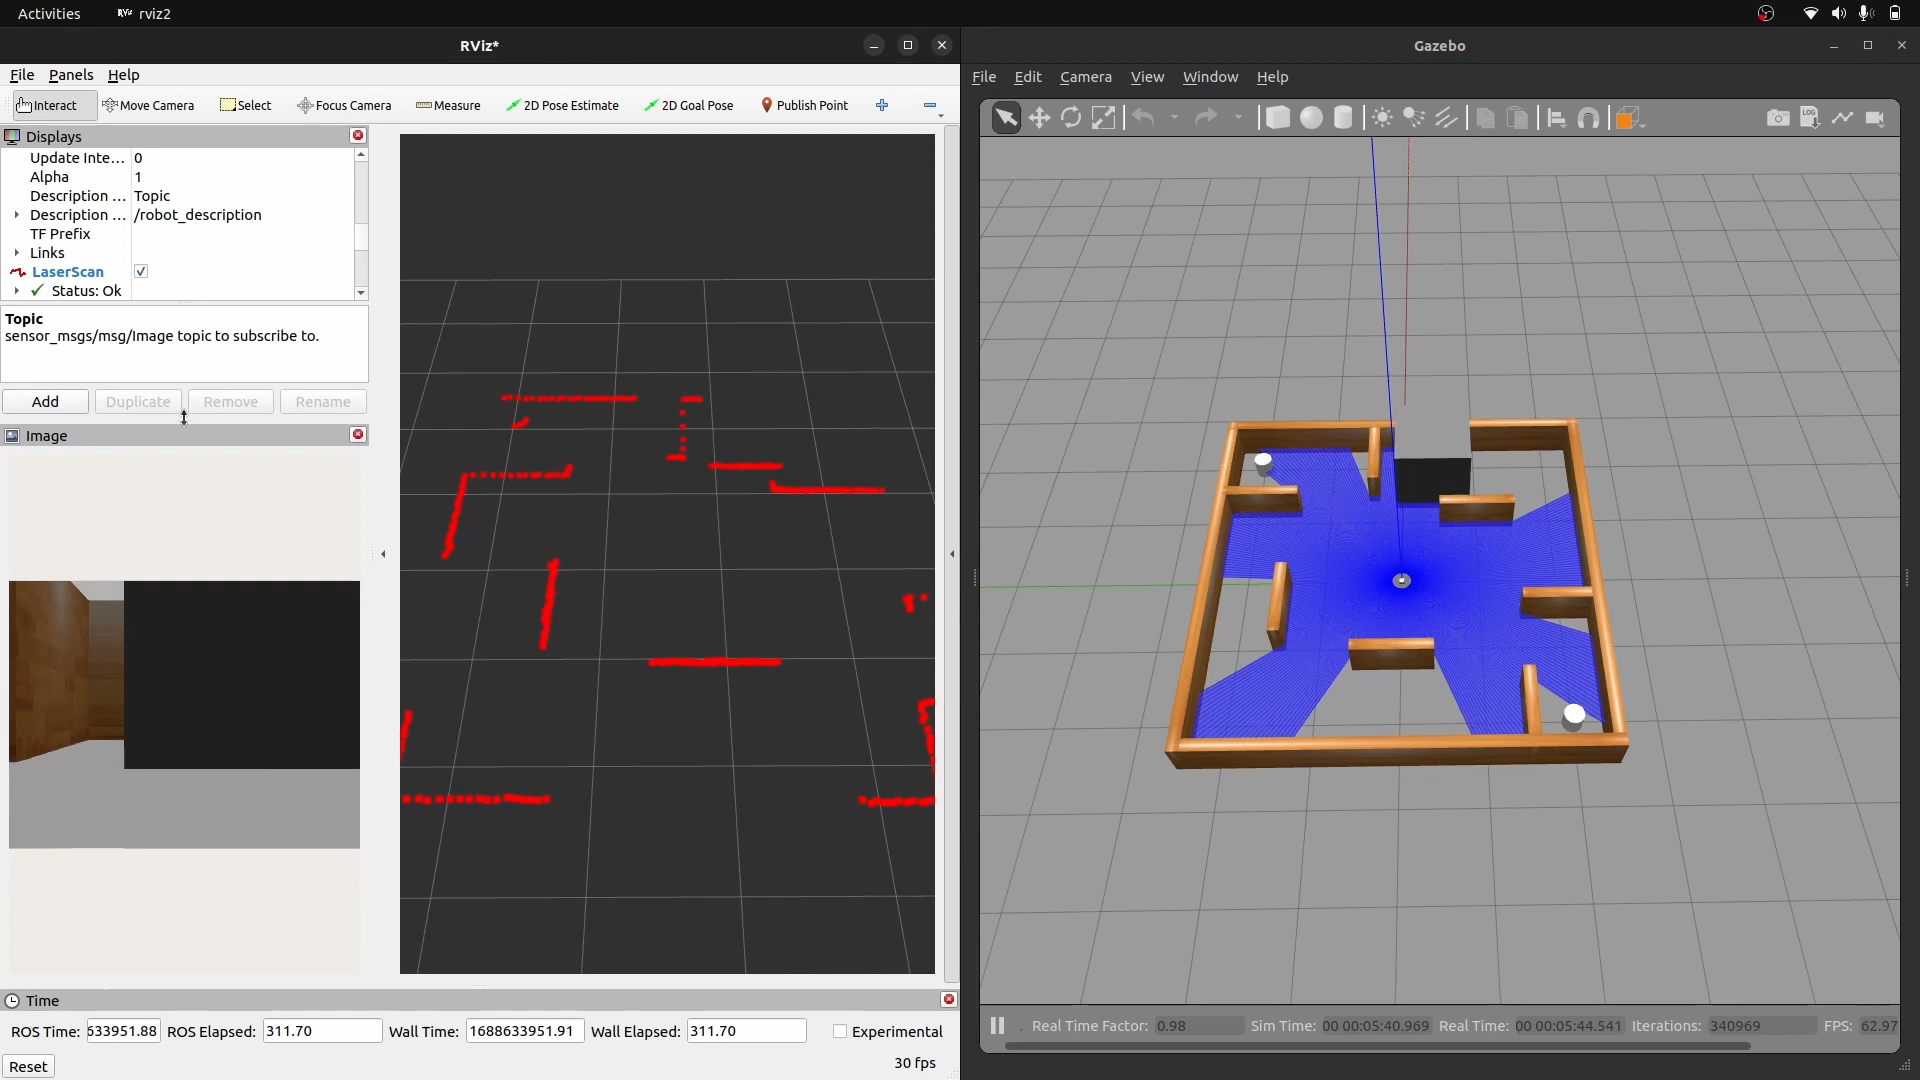 Activities rviz2
RViz*
File Panels Help
Interact Move Camera Select Focus Camera Measure 2D Pose Estimate 2D Goal Pose Publish Point
Displays
Update Inte... 0
Alpha 1
Description ... Topic
Description ... /robot_description
TF Prefix
Links
LaserScan
Status: Ok
Topic
sensor_msgs/msg/Image topic to subscribe to.
Add Duplicate Remove Rename
Image
Time
ROS Time: 633951.88 ROS Elapsed: 311.70 Wall Time: 1688633951.91 Wall Elapsed: 311.70 Experimental
Reset
30 fps
Gazebo
File Edit Camera View Window Help
LOG
Real Time Factor: 0.98 Sim Time: 00 00:05:40.969 Real Time: 00 00:05:44.541 Iterations: 340969 FPS: 62.97